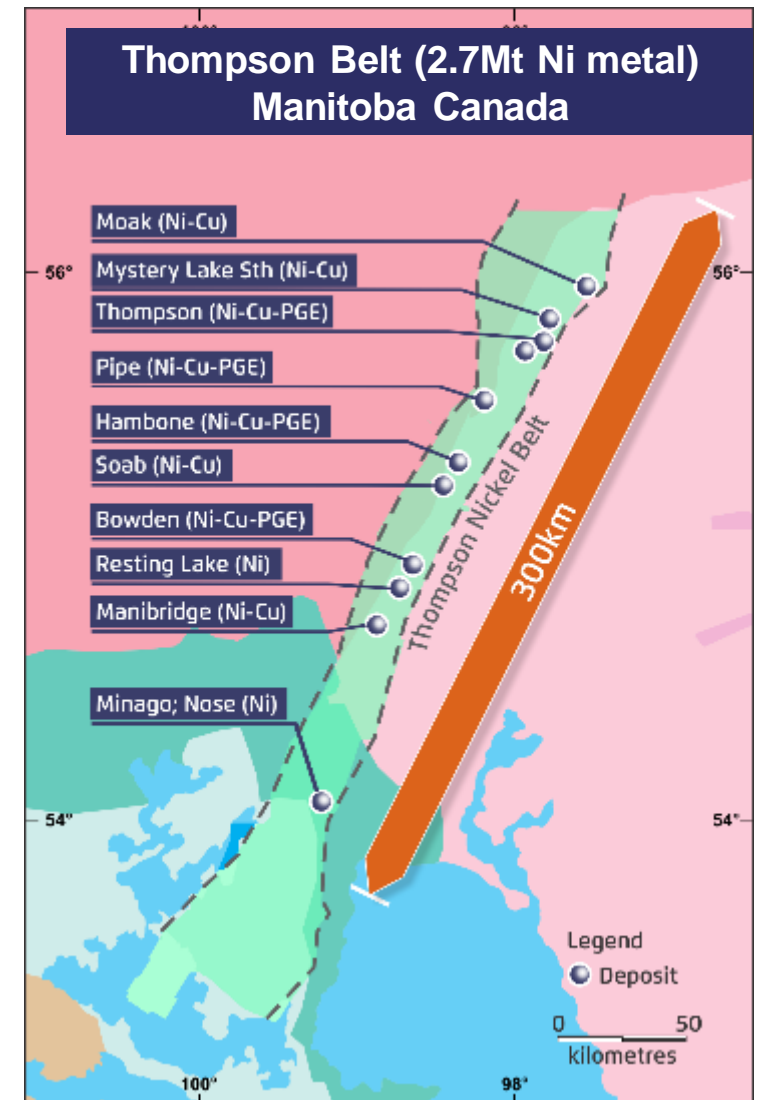 Thompson Belt (2.7Mt Ni metal)
Manitoba Canada
Moak (Ni-Cu)
56°
56°
Mystery Lake Sth (Ni-Cu)
Thompson (Ni-Cu-PGE)
Pipe (Ni-Cu-PGE)
Hambone (Ni-Cu-PGE)
Soab (Ni-Cu)
Thompson Nickel Belt
300km
Bowden (Ni-Cu-PGE)
Resting Lake (Ni)
Manibridge (Ni-Cu)
Minago; Nose (Ni)
54°
54°
Legend
Deposit
0 50
kilometres
100°
98°